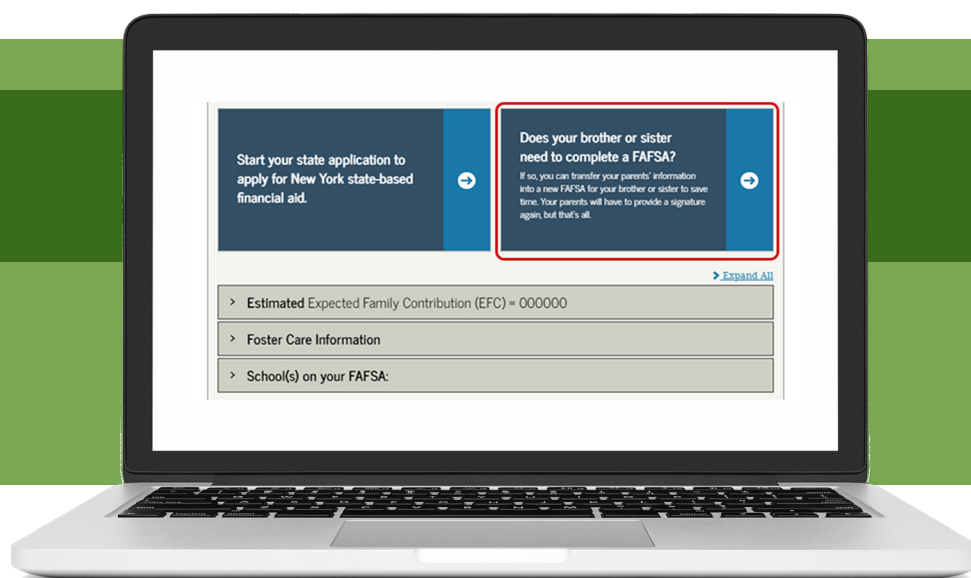 Start your state application to
apply for New York state-based
financial aid.
Does your brother or sister
need to complete a FAFSA?
If so, you can transfer your parents' information
into a new FAFSA for your brother or sister to save
time. Your parents will have to provide a signature
again, but that's all.
Expand All
Estimated Expected Family Contribution (EFC) = 000000
Foster Care Information
School(s) on your FAFSA: